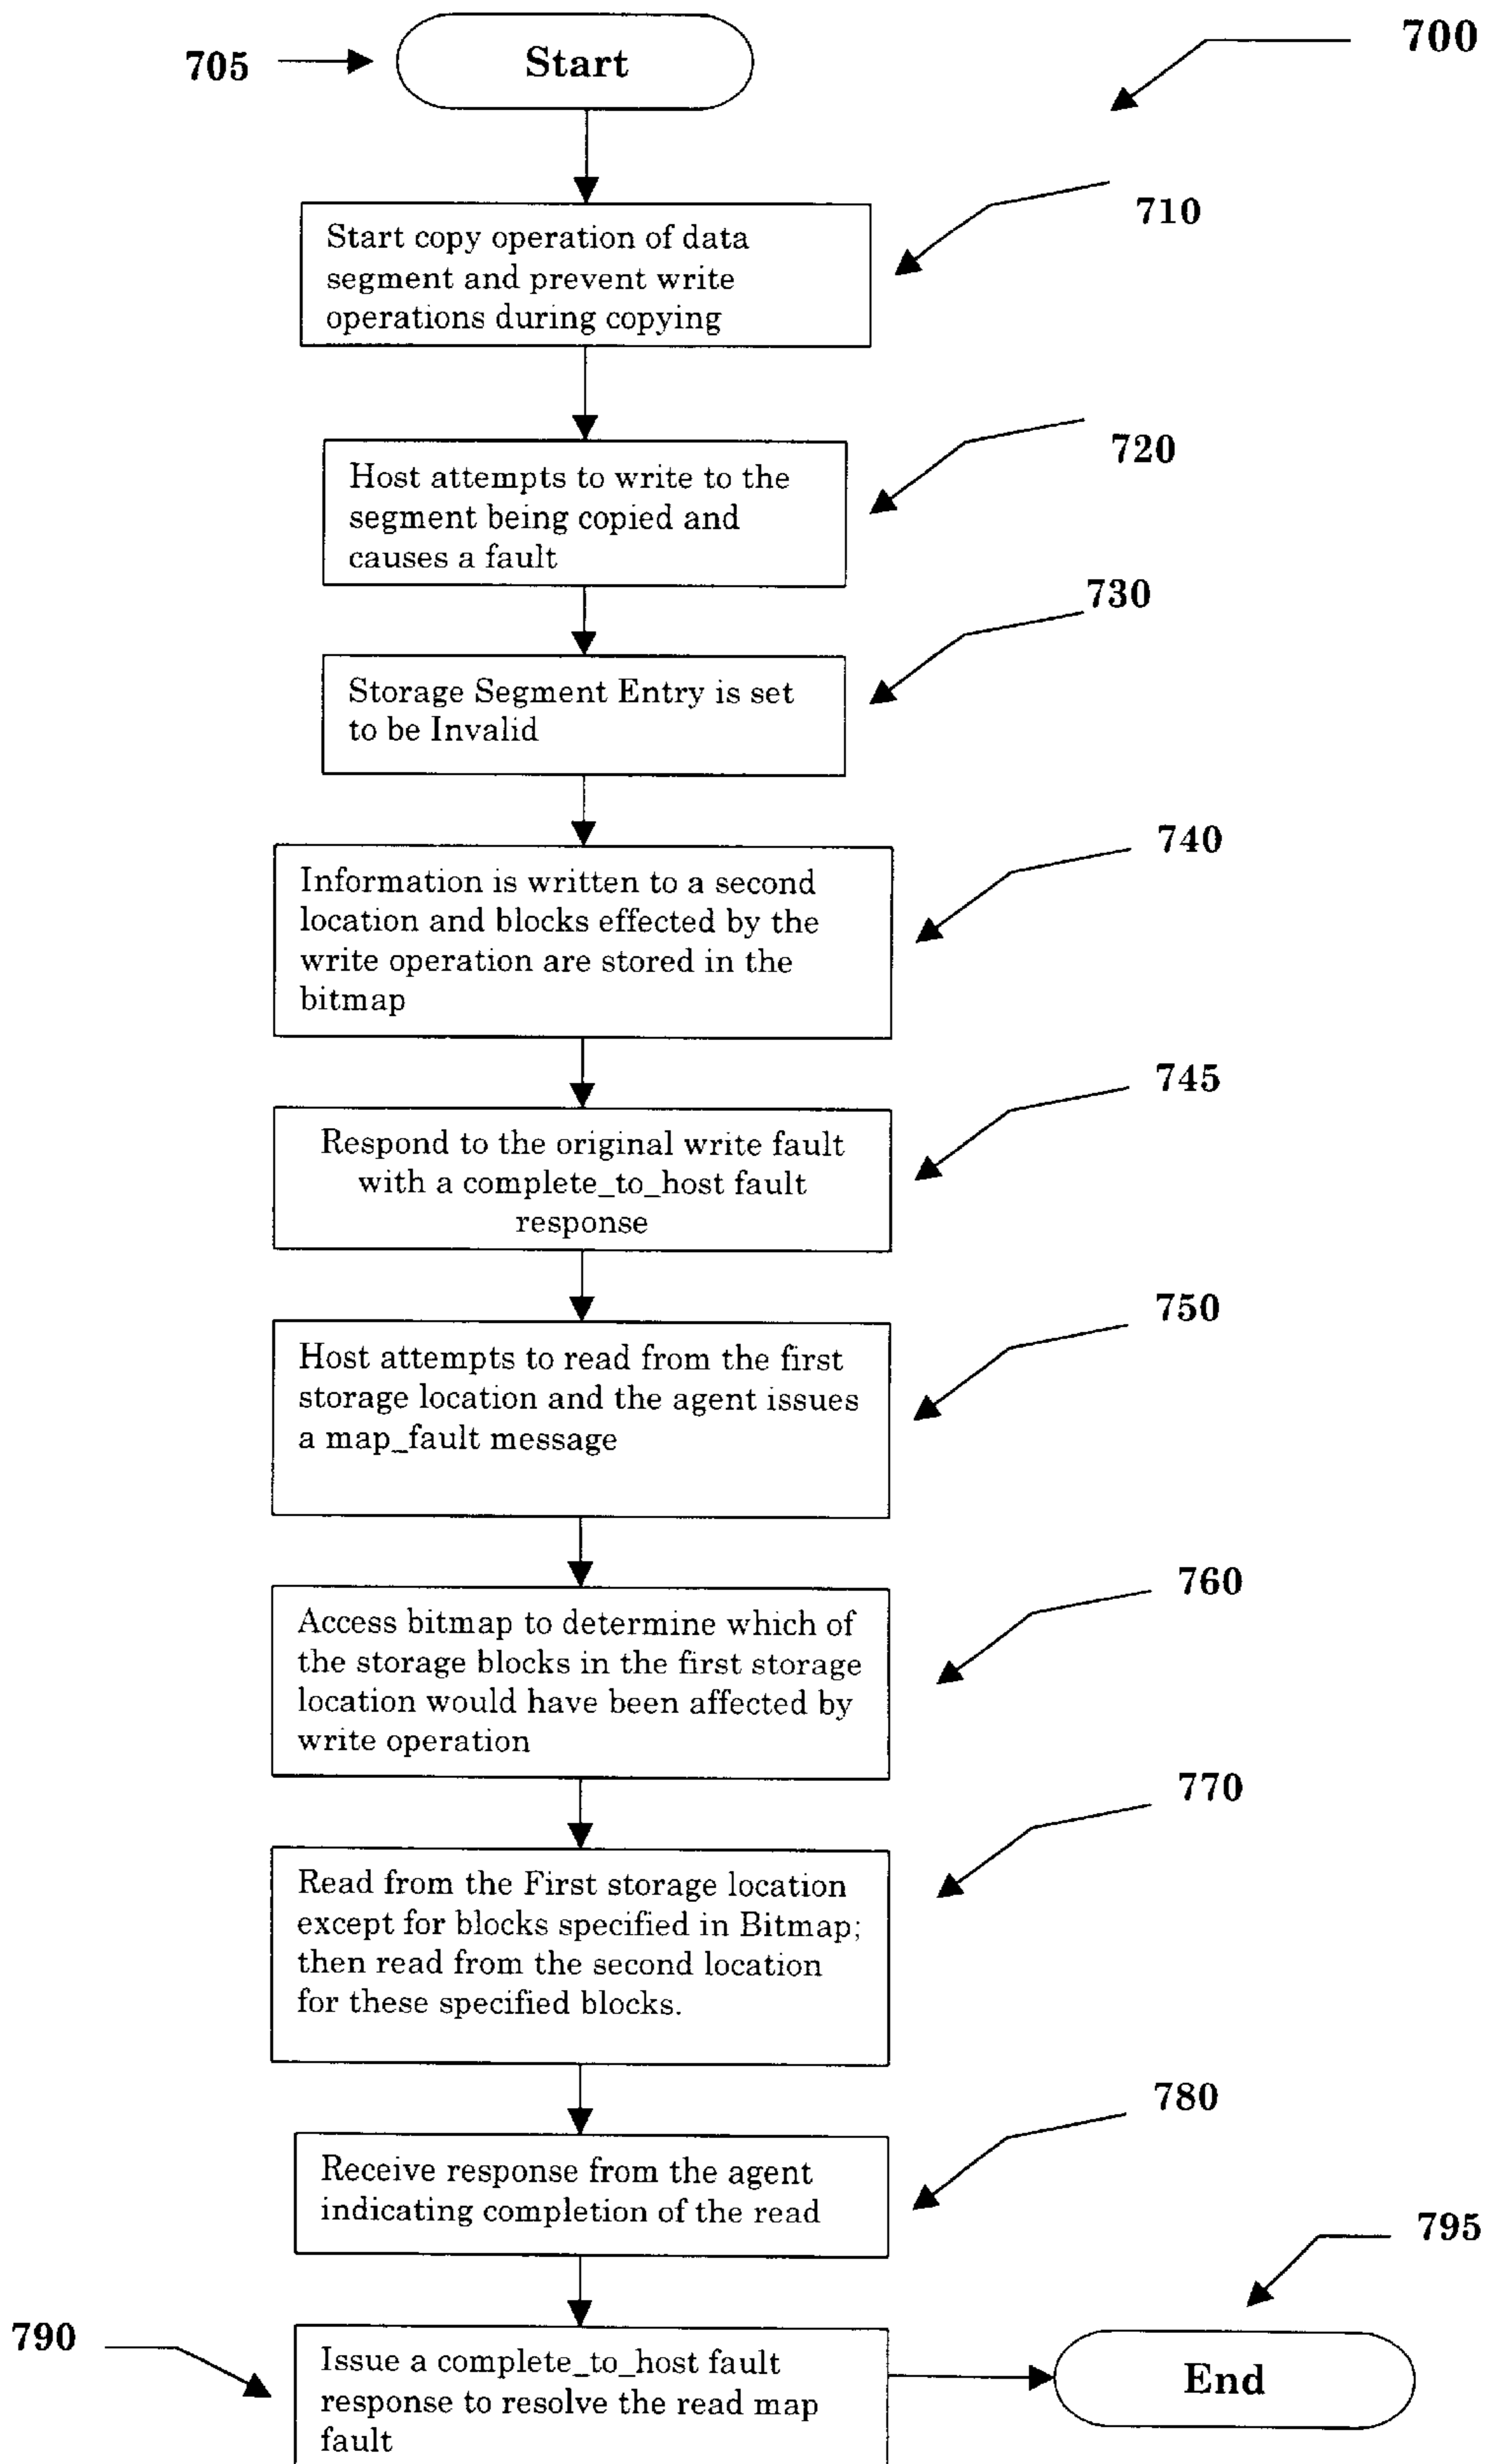 700
705
Start
710
Start copy operation of data
segment and prevent write
operations during copying
720
Host attempts to write to the
segment being copied and
causes a fault
730
Storage Segment Entry is set
to be Invalid
740
Information is written to a second
location and blocks effected by the
write operation are stored in the
bitmap
745
Respond to the original write fault
with a complete_to_host fault
response
750
Host attempts to read from the first
storage location and the agent issues
a map_fault message
760
Access bitmap to determine which of
the storage blocks in the first storage
location would have been affected by
write operation
770
Read from the First storage location
except for blocks specified in Bitmap;
then read from the second location
for these specified blocks.
780
Receive response from the agent
indicating completion of the read
795
790
Issue a complete_to_host fault
response to resolve the read map
fault
End